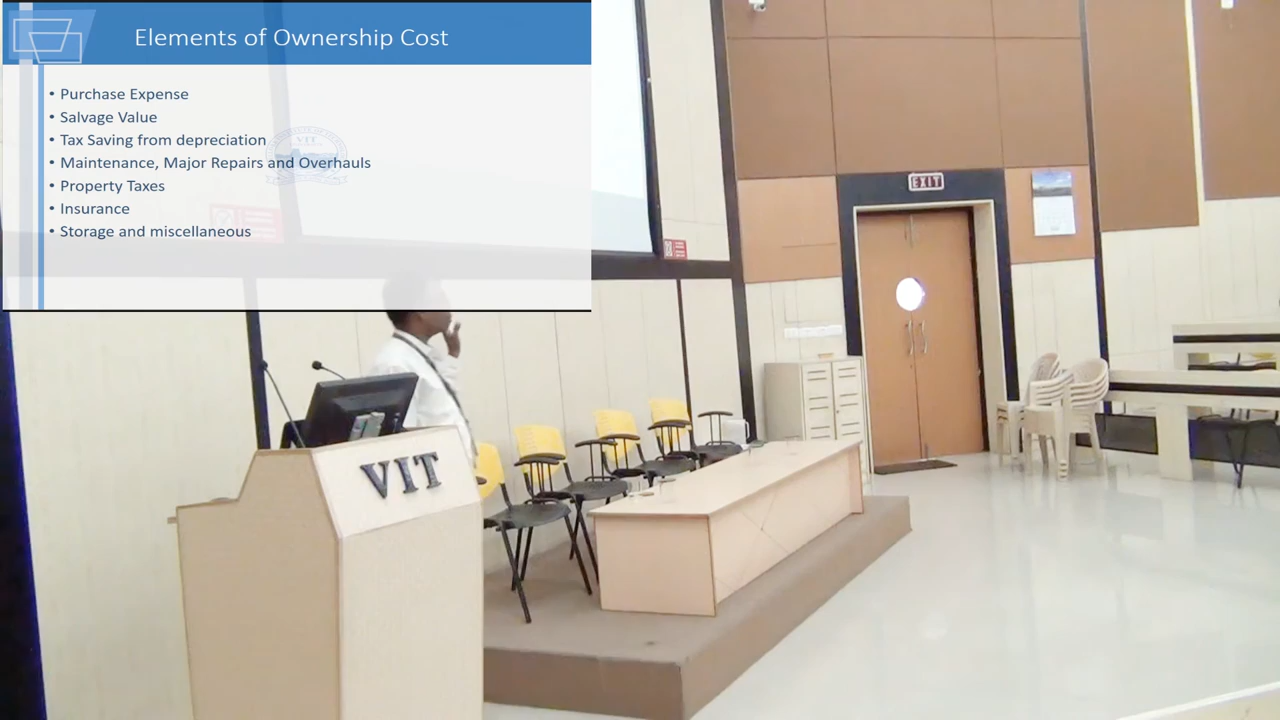 Elements of Ownership Cost
• Purchase Expense
• Salvage Value
• Tax Saving from depreciation
• Maintenance, Major Repairs and Overhauls
• Property Taxes
• Insurance
• Storage and miscellaneous
VIT
EXIT
VIT